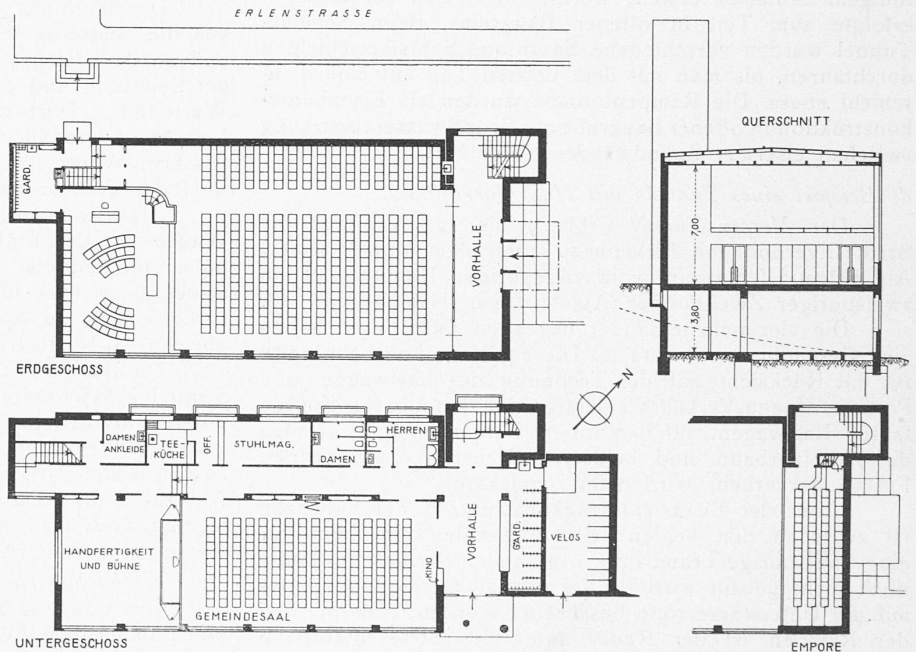 ERLENSTRASSE
QUERSCHNITT
GARD.
VORHALLE
7,00
3,80
ERDGESCHOSS
N
DAMEN
ANKLEIDE
TEE-
KÜCHE
OFF.
STUHLMAG.
DAMEN
HERREN
HANDFERTIGKEIT
UND BÜHNE
GEMEINDESAAL
KINO
VORHALLE
GARD.
VELOS
UNTERGESCHOSS
EMPORE